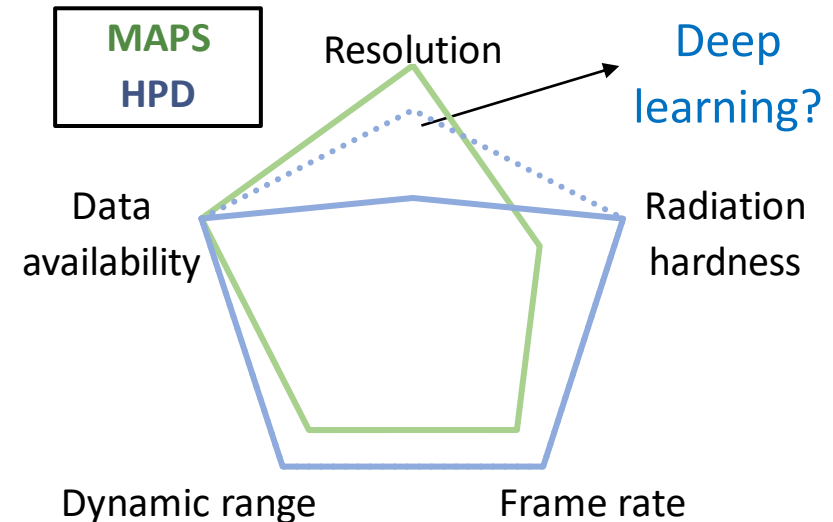 MAPS
HPD
Resolution
Deep
learning?
Data
availability
Radiation
hardness
Dynamic range
Frame rate